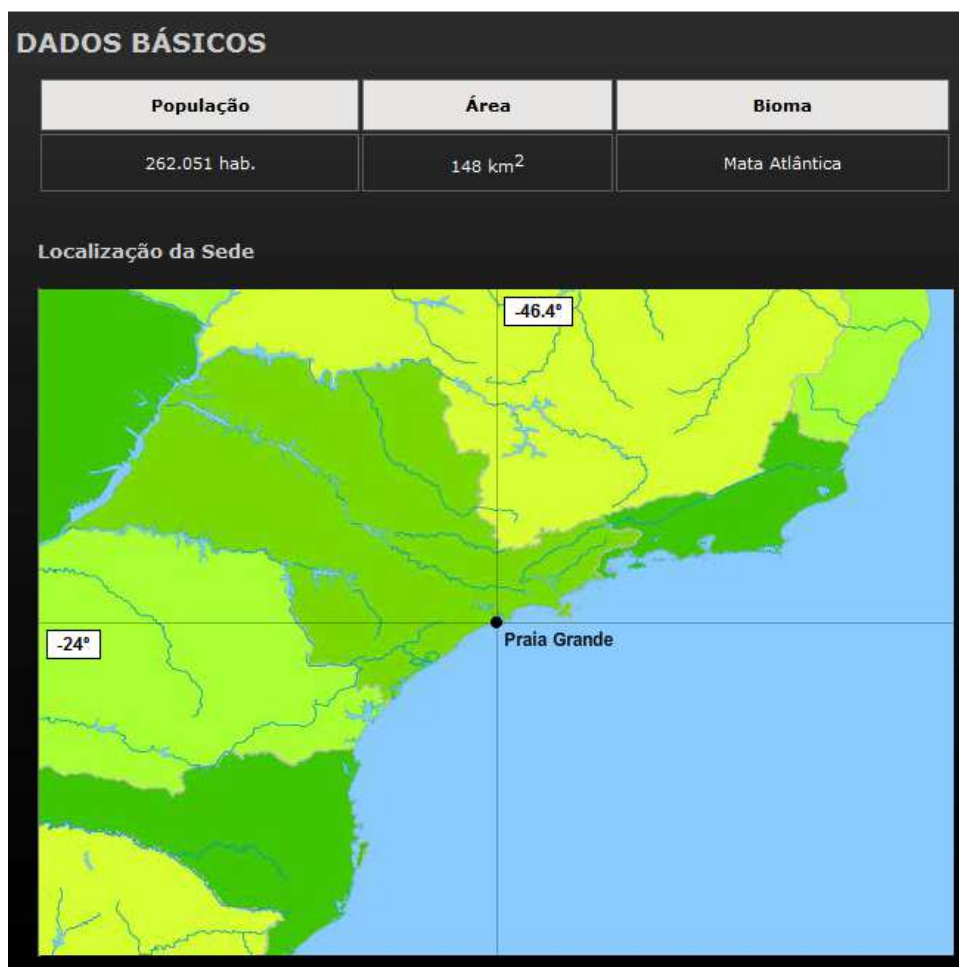 DADOS BÁSICOS
População Área Bioma
262.051 hab. 148 km2 Mata Atlântica
Localização da Sede
-46.4°
-24°
Praia Grande